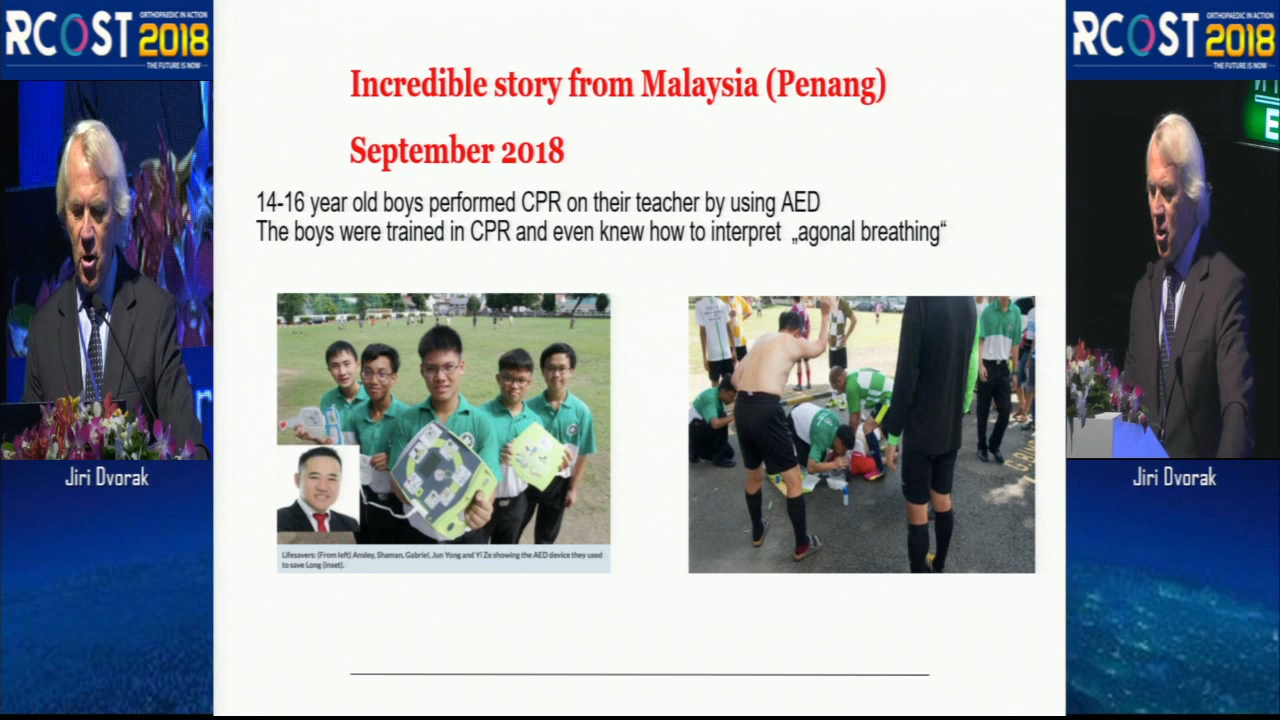 ORTHOPAEDIC IN ACTION
RCOST 2018
THE FUTURE IS NOW
Jiri Dvorak
Incredible story from Malaysia (Penang)
September 2018
14-16 year old boys performed CPR on their teacher by using AED
The boys were trained in CPR and even knew how to interpret „agonal breathing“
Lifesavers: (From left) Ansley, Shaman, Gabriel, Jun Yong and Yi Ze showing the AED device they used
to save Long (inset).
ORTHOPAEDIC IN ACTION
RCOST 2018
THE FUTURE IS NOW
E
Jiri Dvorak